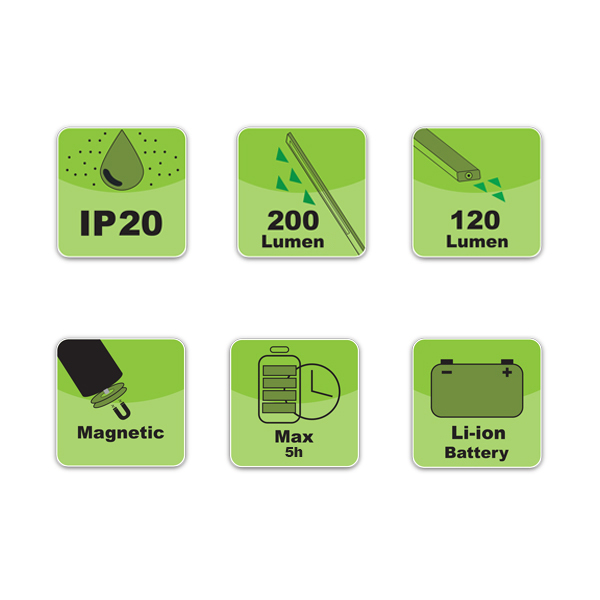 IP20
200
Lumen
120
Lumen
Magnetic
Max
5h
- +
Li-ion
Battery